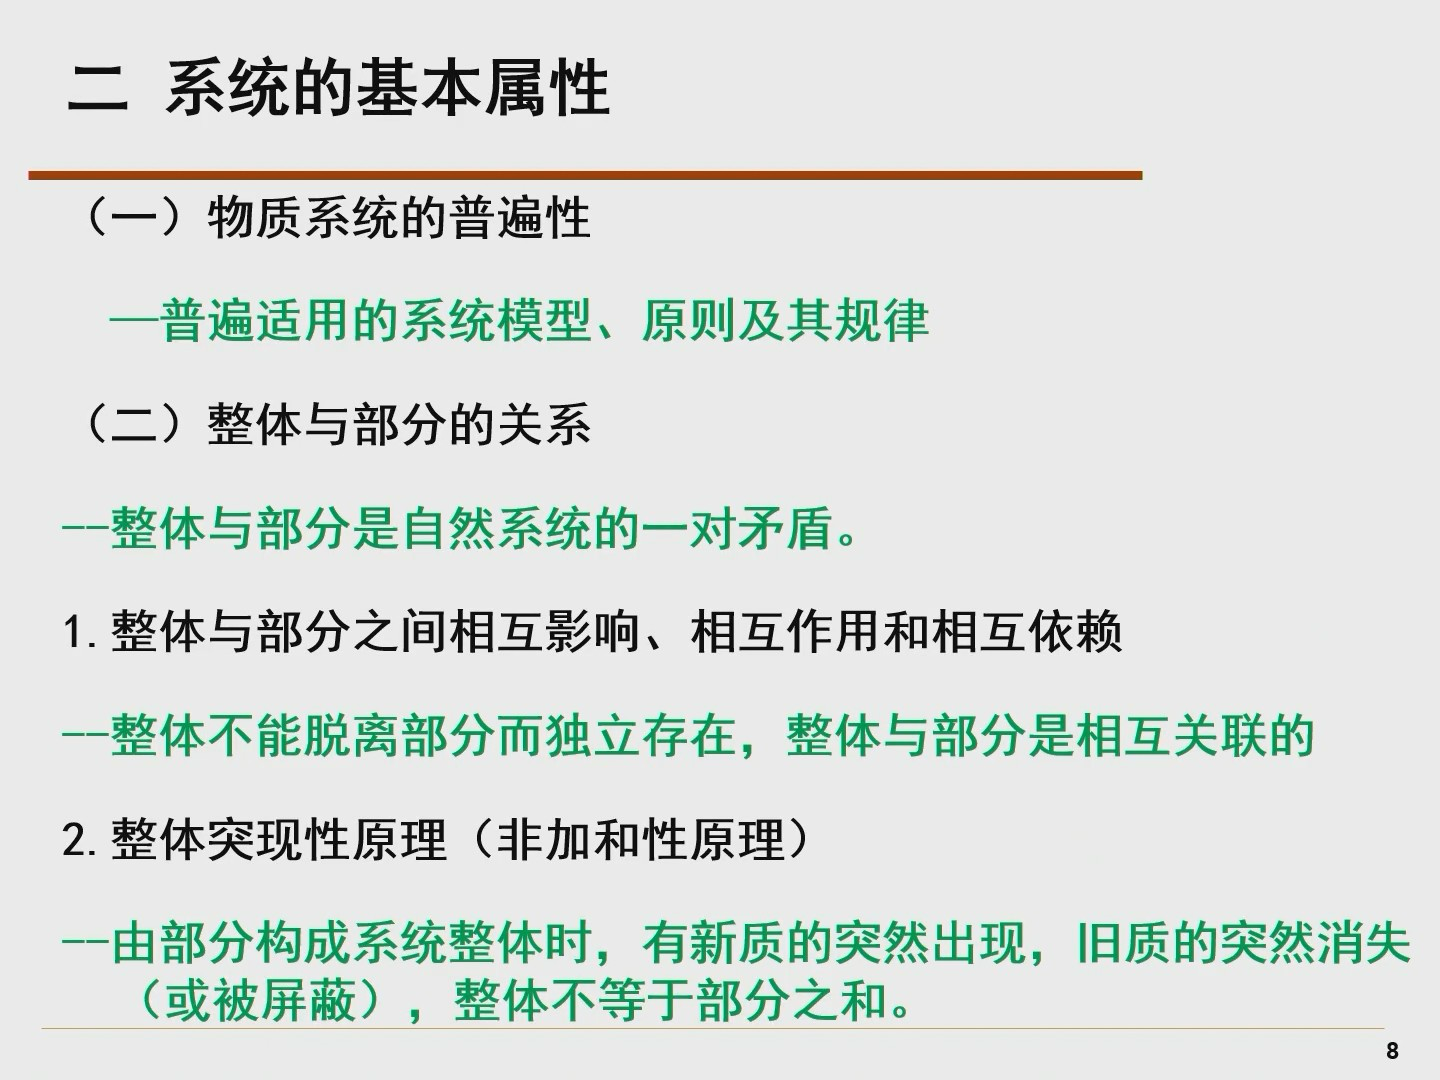 二 系统的基本属性
（一）物质系统的普遍性
—普遍适用的系统模型、原则及其规律
（二）整体与部分的关系
--整体与部分是自然系统的一对矛盾。
1.整体与部分之间相互影响、相互作用和相互依赖
--整体不能脱离部分而独立存在，整体与部分是相互关联的
2.整体突现性原理（非加和性原理）
--由部分构成系统整体时，有新质的突然出现，旧质的突然消失
（或被屏蔽），整体不等于部分之和。
8